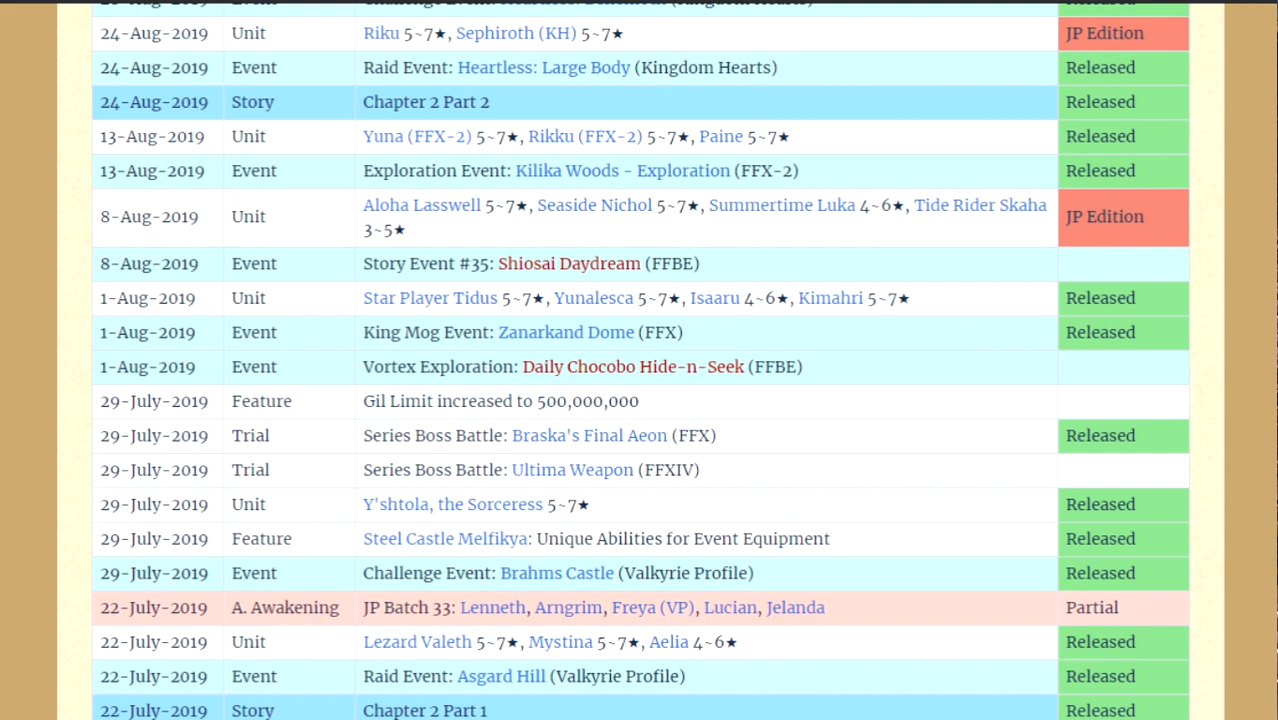 24-Aug-2019 Unit Riku 5~7★, Sephiroth (KH) 5~7★ JP Edition
24-Aug-2019 Event Raid Event: Heartless: Large Body (Kingdom Hearts) Released
24-Aug-2019 Story Chapter 2 Part 2 Released
13-Aug-2019 Unit Yuna (FFX-2) 5~7★, Rikku (FFX-2) 5~7★, Paine 5~7★ Released
13-Aug-2019 Event Exploration Event: Kilika Woods - Exploration (FFX-2) Released
8-Aug-2019 Unit Aloha Lasswell 5~7★, Seaside Nichol 5~7★, Summertime Luka 4~6★, Tide Rider Skaha JP Edition
3~5★
8-Aug-2019 Event Story Event #35: Shiosai Daydream (FFBE)
1-Aug-2019 Unit Star Player Tidus 5~7★, Yunalesca 5~7★, Isaaru 4~6★, Kimahri 5~7★ Released
1-Aug-2019 Event King Mog Event: Zanarkand Dome (FFX) Released
1-Aug-2019 Event Vortex Exploration: Daily Chocobo Hide-n-Seek (FFBE)
29-July-2019 Feature Gil Limit increased to 500,000,000
29-July-2019 Trial Series Boss Battle: Braska's Final Aeon (FFX) Released
29-July-2019 Trial Series Boss Battle: Ultima Weapon (FFXIV)
29-July-2019 Unit Y'shtola, the Sorceress 5~7★ Released
29-July-2019 Feature Steel Castle Melfikya: Unique Abilities for Event Equipment Released
29-July-2019 Event Challenge Event: Brahms Castle (Valkyrie Profile) Released
22-July-2019 A. Awakening JP Batch 33: Lenneth, Arngrim, Freya (VP), Lucian, Jelanda Partial
22-July-2019 Unit Lezard Valeth 5~7★, Mystina 5~7★, Aelia 4~6★ Released
22-July-2019 Event Raid Event: Asgard Hill (Valkyrie Profile) Released
22-July-2019 Story Chapter 2 Part 1 Released